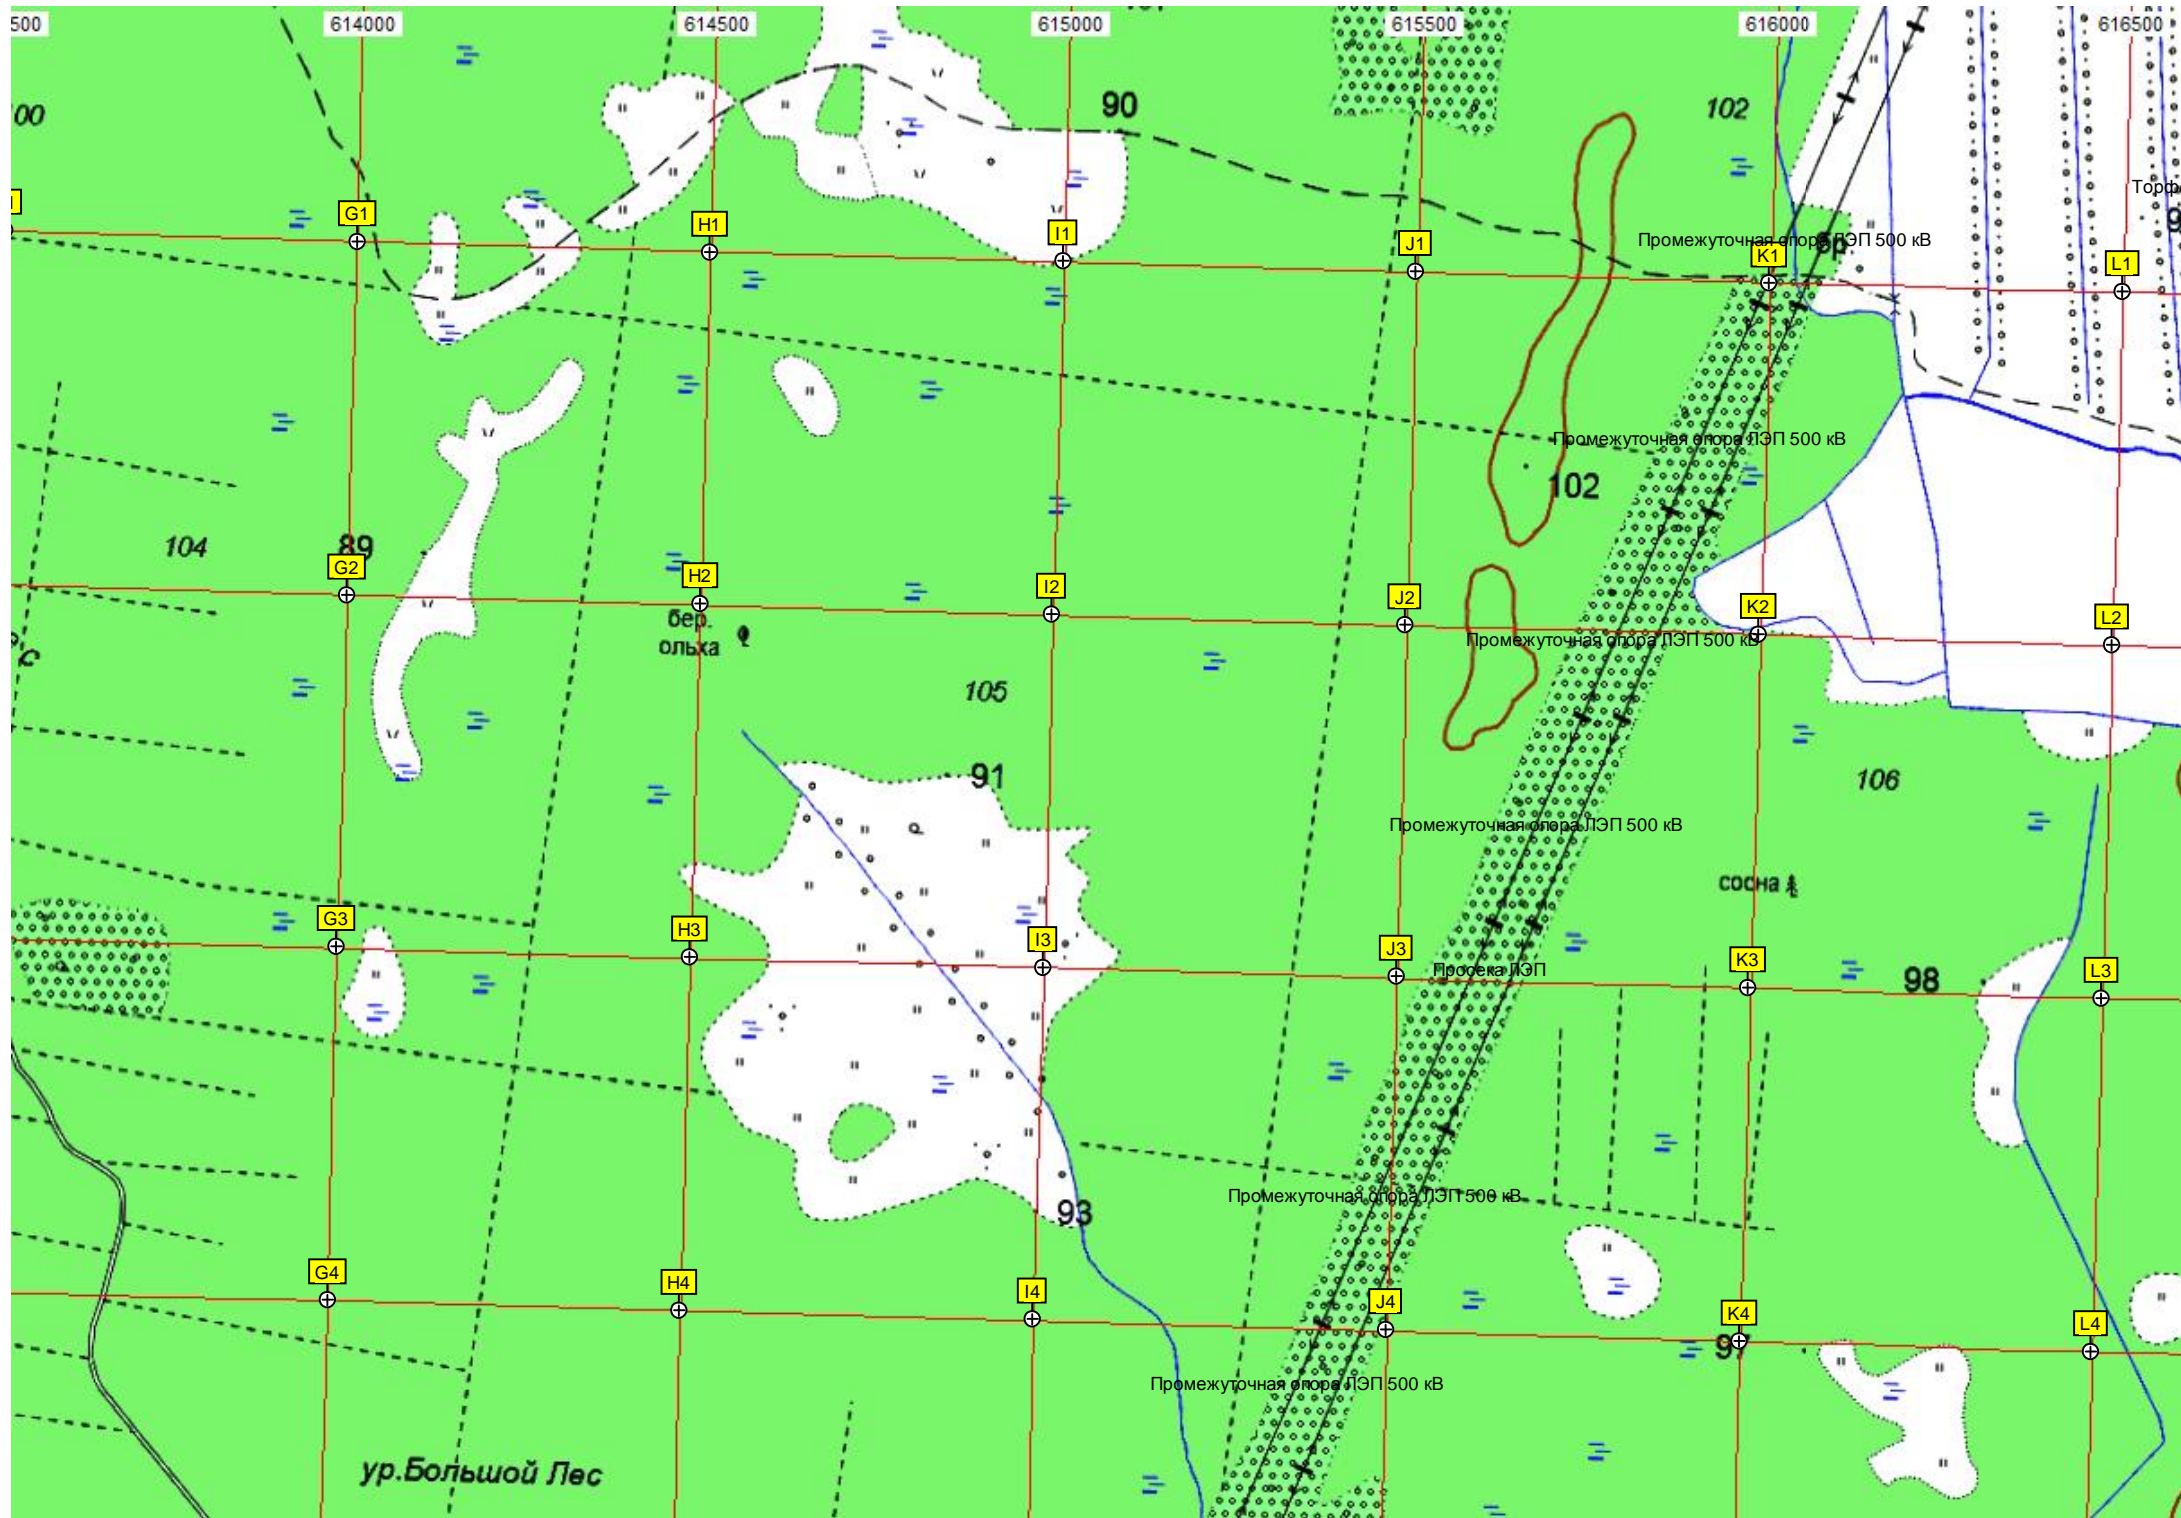 500
614000
614500
615000
615500
616000
616500
00
90
102
Торф
G1
H1
I1
J1
K1
L1
Промежуточная опора ЛЭП 500 кВ
Промежуточная опора ЛЭП 500 кВ
102
104
89
G2
H2
I2
J2
K2
L2
бер.
ольха
Промежуточная опора ЛЭП 500 кВ
105
91
106
Промежуточная опора ЛЭП 500 кВ
сосна
G3
H3
I3
J3
K3
L3
Просека ЛЭП
98
Промежуточная опора ЛЭП 500 кВ
93
G4
H4
I4
J4
K4
L4
97
Промежуточная опора ЛЭП 500 кВ
ур.Большой Лес